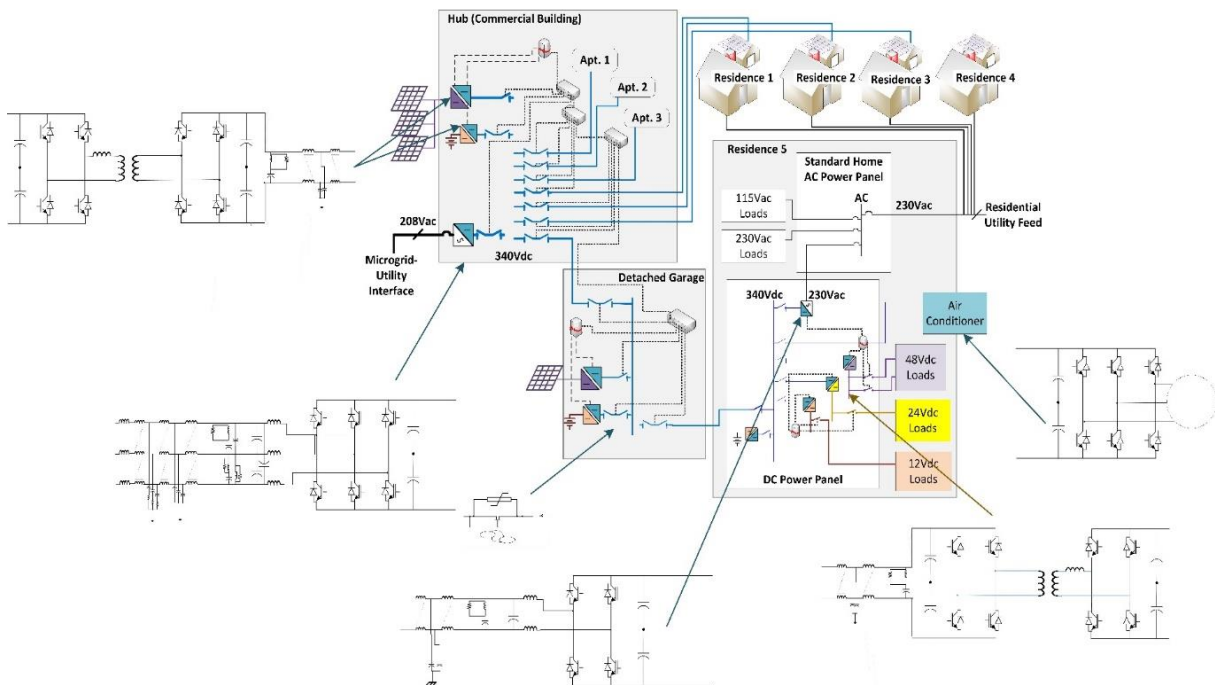 Hub (Commercial Building)
Apt. 1
Apt. 2
Apt. 3
Residence 1
Residence 2
Residence 3
Residence 4
Residence 5
Standard Home
AC Power Panel
AC
230Vac
115Vac
Loads
230Vac
Loads
Residential
Utility Feed
208Vac
Microgrid-
Utility
Interface
340Vdc
Detached Garage
340Vdc
230Vac
Air
Conditioner
48Vdc
Loads
24Vdc
Loads
12Vdc
Loads
DC Power Panel